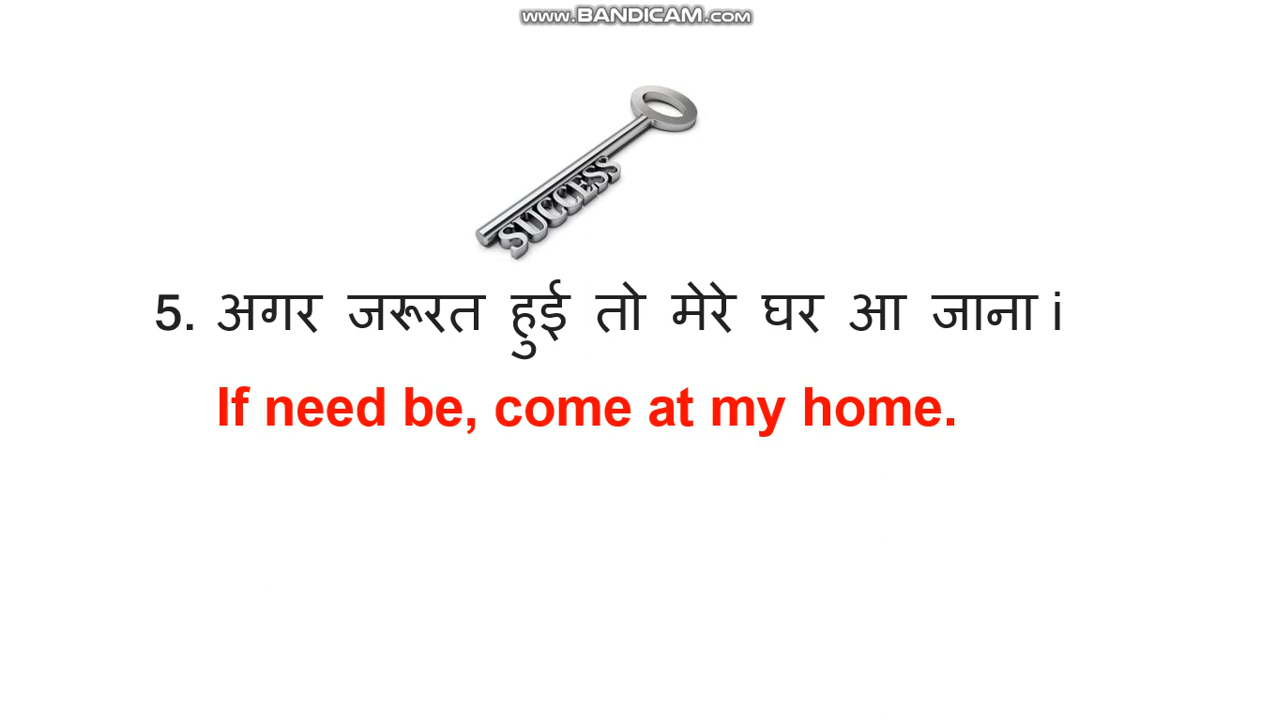 www.BANDICAM.com
SUCCESS
5. अगर जरूरत हुई तो मेरे घर आ जाना i
If need be, come at my home.